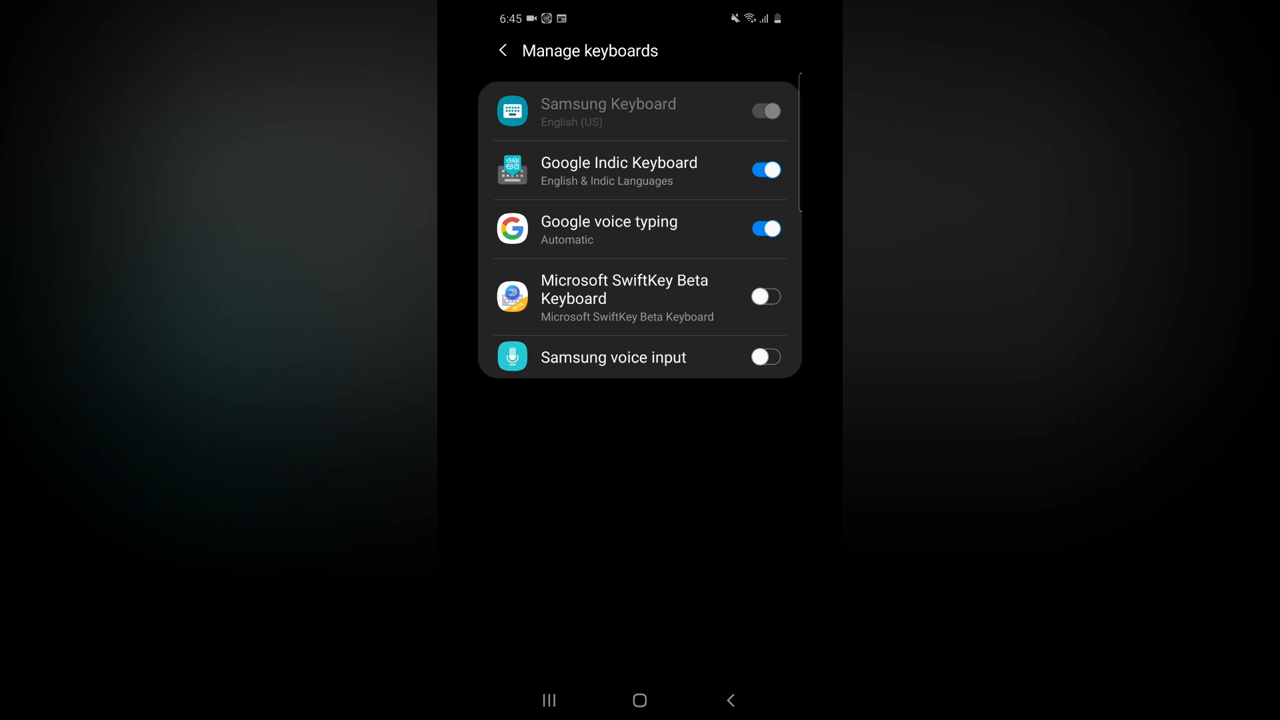 6:45
Manage keyboards
Samsung Keyboard
English (US)
Google Indic Keyboard
English & Indic Languages
Google voice typing
Automatic
Microsoft SwiftKey Beta
Keyboard
Microsoft SwiftKey Beta Keyboard
Samsung voice input